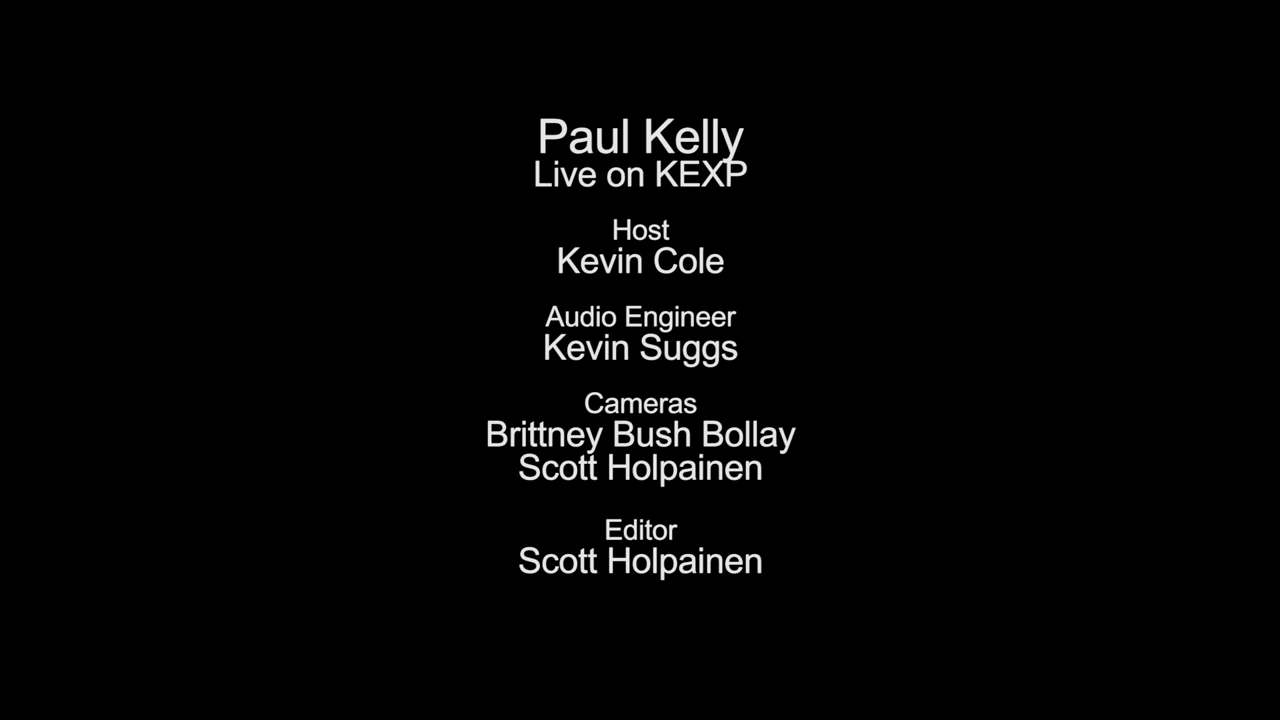 Paul Kelly
Live on KEXP
Host
Kevin Cole
Audio Engineer
Kevin Suggs
Cameras
Brittney Bush Bollay
Scott Holpainen
Editor
Scott Holpainen